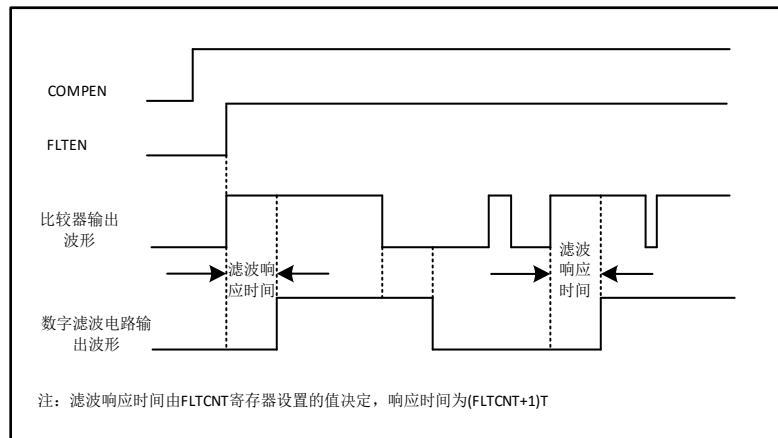 COMPEN
FLTEN
比较器输出
波形
滤波响
应时间
滤波
响应
时间
数字滤波电路输
出波形
注：滤波响应时间由FLTCNT寄存器设置的值决定，响应时间为(FLTCNT+1)T